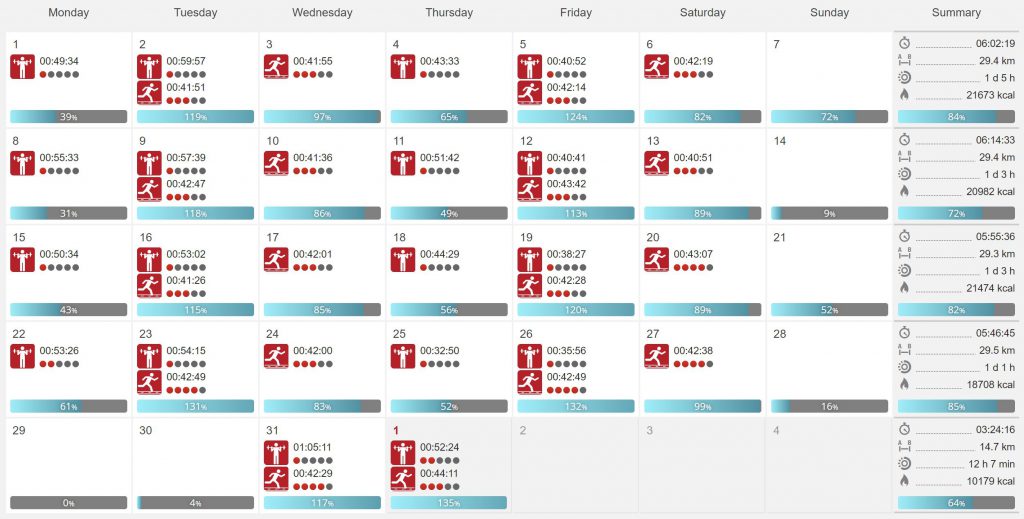 Monday Tuesday Wednesday Thursday Friday Saturday Sunday Summary
1 2 3 4 5 6 7 06:02:19
00:49:34 00:59:57 00:41:55 00:43:33 00:40:52 00:42:19 A B 29.4 km
00:41:51 00:42:14 1 d 5 h
21673 kcal
39% 119% 97% 65% 124% 82% 72% 84%
8 9 10 11 12 13 14 06:14:33
00:55:33 00:57:39 00:41:36 00:51:42 00:40:41 00:40:51 A B 29.4 km
00:42:47 00:43:42 1 d 3 h
20982 kcal
31% 118% 86% 49% 113% 89% 9% 72%
15 16 17 18 19 20 21 05:55:36
00:50:34 00:53:02 00:42:01 00:44:29 00:38:27 00:43:07 A B 29.3 km
00:41:26 00:42:28 1 d 3 h
21474 kcal
43% 115% 85% 56% 120% 89% 52% 82%
22 23 24 25 26 27 28 05:46:45
00:53:26 00:54:15 00:42:00 00:32:50 00:35:56 00:42:38 A B 29.5 km
00:42:49 00:42:49 1 d 1 h
18708 kcal
61% 131% 83% 52% 132% 99% 16% 85%
29 30 31 1 2 3 4 03:24:16
01:05:11 00:52:24 A B 14.7 km
00:42:29 00:44:11 12 h 7 min
10179 kcal
0% 4% 117% 135% 64%